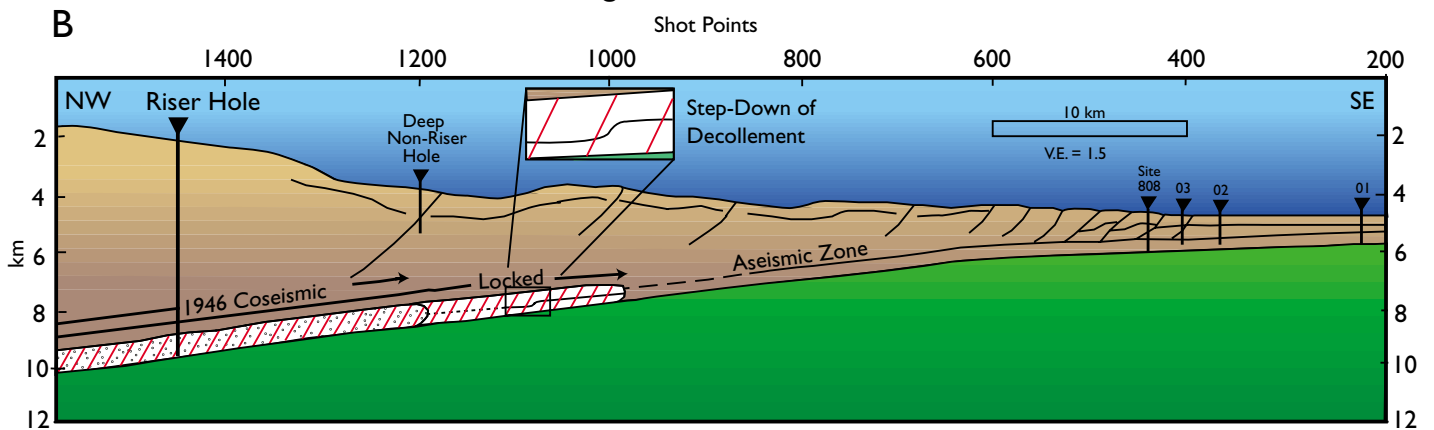 B
Shot Points
1400 1200 1000 800 600 400 200
NW
Riser Hole
Deep
Non-Riser
Hole
Step-Down of
Decollement
10 km
V.E. = 1.5
SE
Site
808
03
02
01
km
2
4
6
8
10
12
1946 Coseismic
Locked
Aseismic Zone
2
4
6
8
10
12